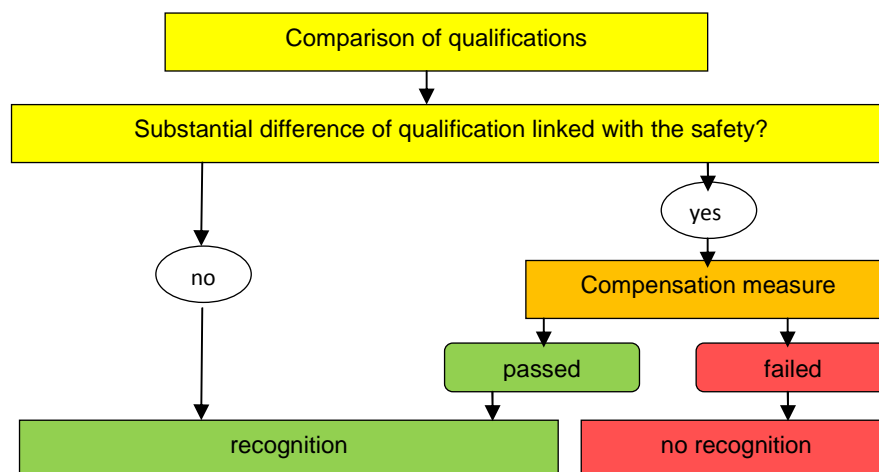 Comparison of qualifications
Substantial difference of qualification linked with the safety?
yes
no
Compensation measure
passed
failed
recognition
no recognition